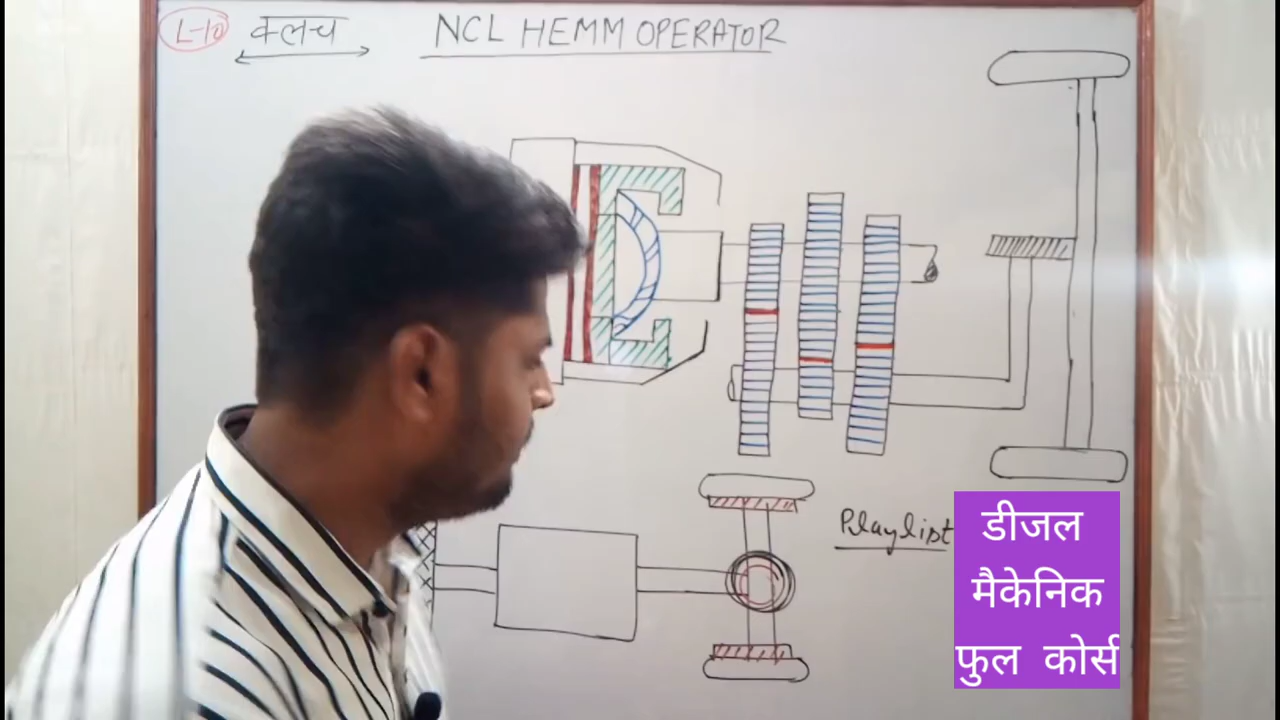 L-10 क्लच NCL HEMM OPERATOR
Playlist
डीजल
मैकेनिक
फुल कोर्स